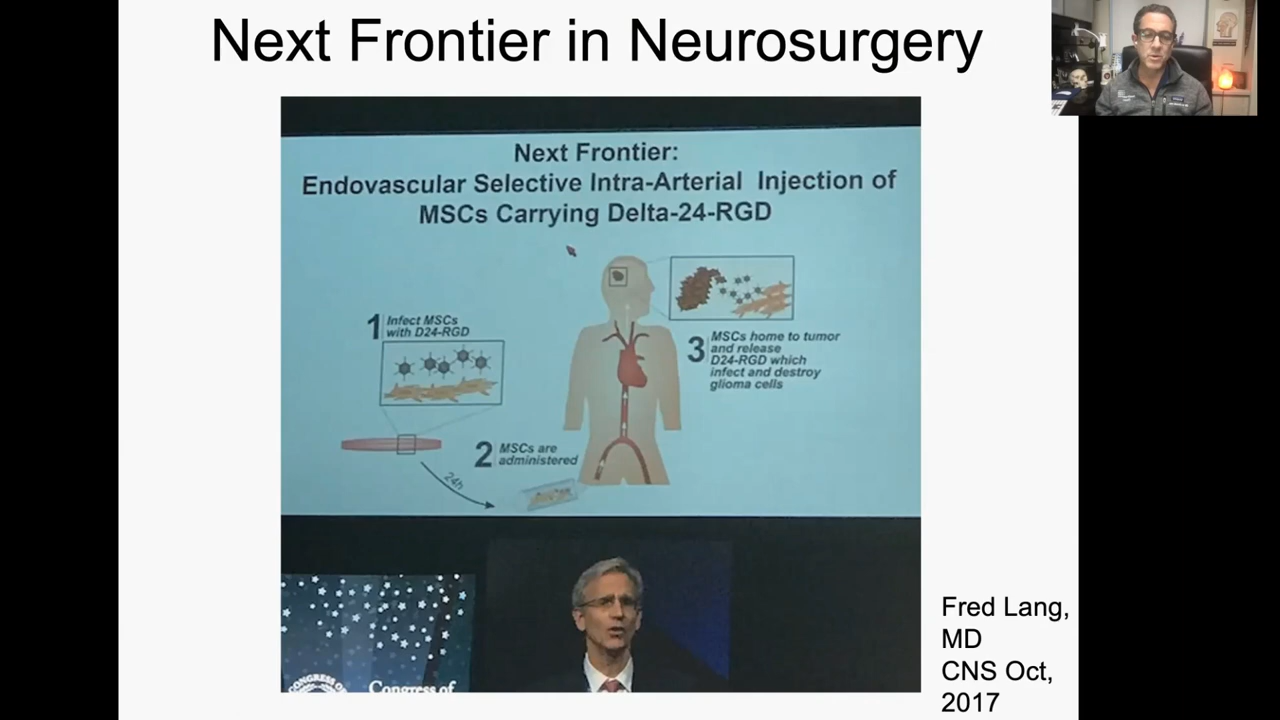 Next Frontier in Neurosurgery
Next Frontier:
Endovascular Selective Intra-Arterial Injection of
MSCs Carrying Delta-24-RGD
1 Infect MSCs
with D24-RGD
24h
2 MSCs are
administered
3 MSCs home to tumor
and release
D24-RGD which
infect and destroy
glioma cells
CONGRESS OF
Congress of
Fred Lang,
MD
CNS Oct,
2017